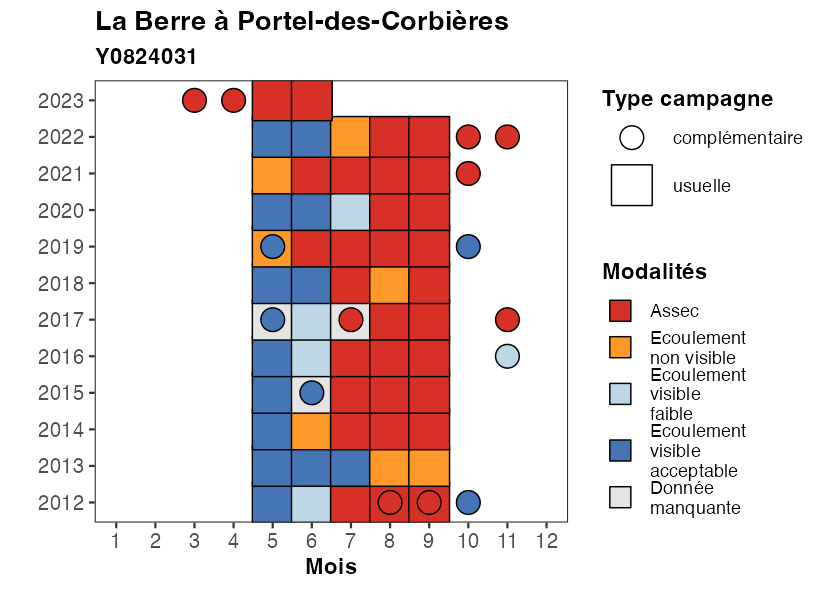 La Berre à Portel-des-Corbières
Y0824031
2023
2022
2021
2020
2019
2018
2017
2016
2015
2014
2013
2012
1 2 3 4 5 6 7 8 9 10 11 12
Mois
Type campagne
complémentaire
usuelle
Modalités
Assec
Ecoulement
non visible
Ecoulement
visible
faible
Ecoulement
visible
acceptable
Donnée
manquante